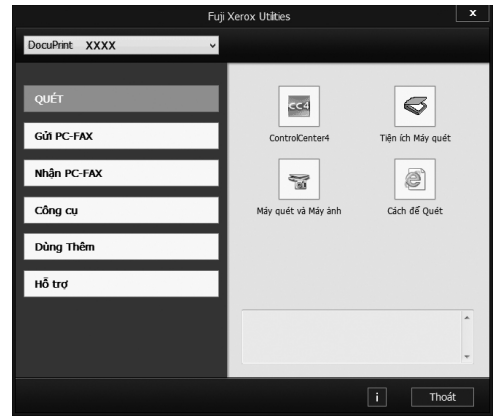 Fuji Xerox Utilities
x
DocuPrint XXXX
QUÉT
Gửi PC-FAX
Nhận PC-FAX
Công cụ
Dùng Thêm
Hỗ trợ
CC4
ControlCenter4
Tiện ích Máy quét
Máy quét và Máy ảnh
Cách để Quét
i
Thoát